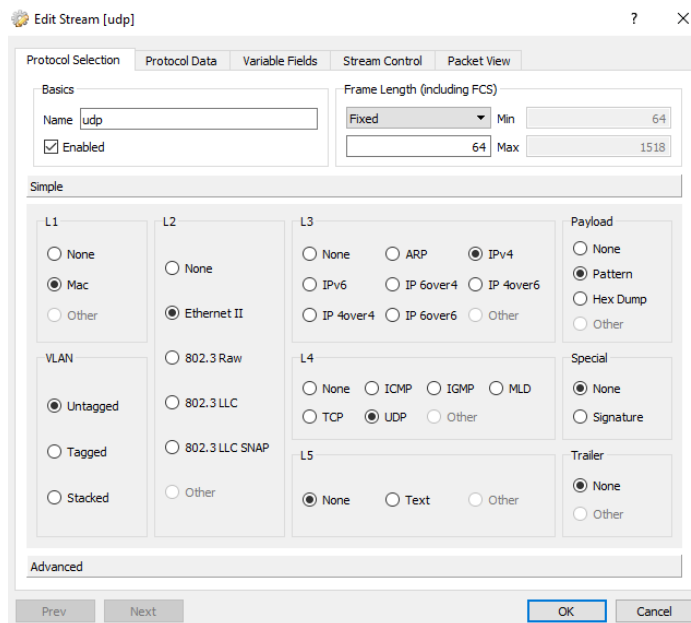 Edit Stream [udp]
?
Protocol Selection
Protocol Data
Variable Fields
Stream Control
Packet View
Basics
Name udp
Enabled
Frame Length (including FCS)
Fixed
Min 64
64
Max 1518
Simple
L1
None
Mac
Other
VLAN
Untagged
Tagged
Stacked
L2
None
Ethernet II
802.3 Raw
802.3 LLC
802.3 LLC SNAP
Other
L3
None ARP IPv4
IPv6 IP 6over4 IP 4over6
IP 4over4 IP 6over6 Other
L4
None ICMP IGMP MLD
TCP UDP Other
L5
None Text Other
Payload
None
Pattern
Hex Dump
Other
Special
None
Signature
Trailer
None
Other
Advanced
Prev
Next
OK
Cancel